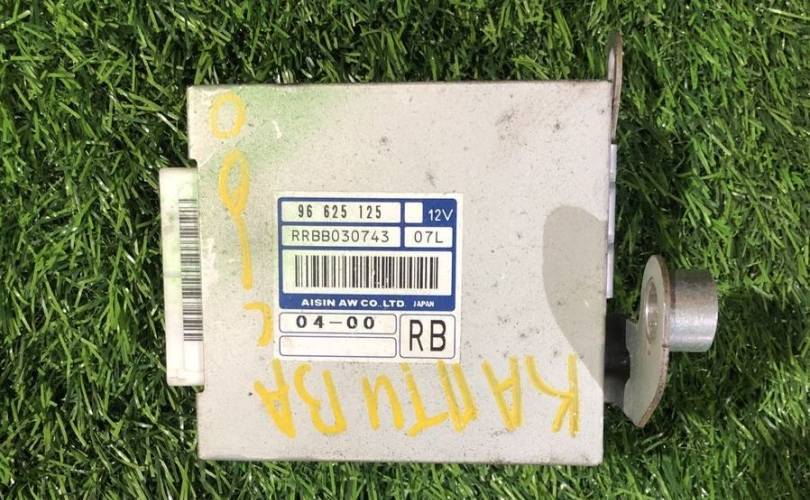 96 625 125 12V
RRBB030743 07L
AISIN AW CO.,LTD JAPAN
04-00 RB
КАПТИВА